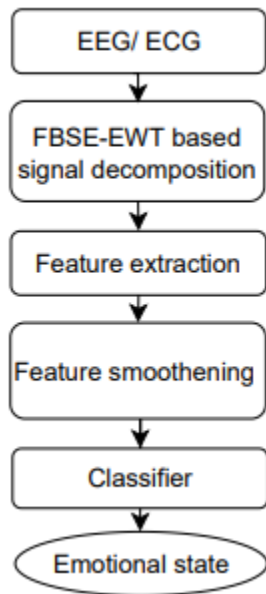 EEG/ ECG
FBSE-EWT based
signal decomposition
Feature extraction
Feature smoothening
Classifier
Emotional state